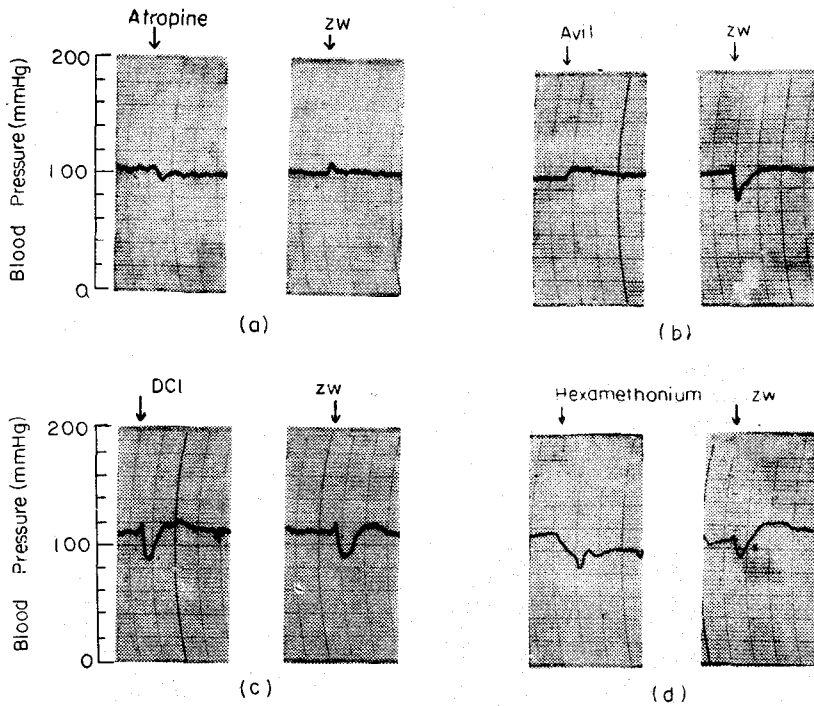 Atropine
ZW
Avil
ZW
200
100
0
Blood Pressure (mmHg)
(a)
(b)
DCI
ZW
Hexamethonium
ZW
200
100
0
Blood Pressure (mmHg)
(c)
(d)